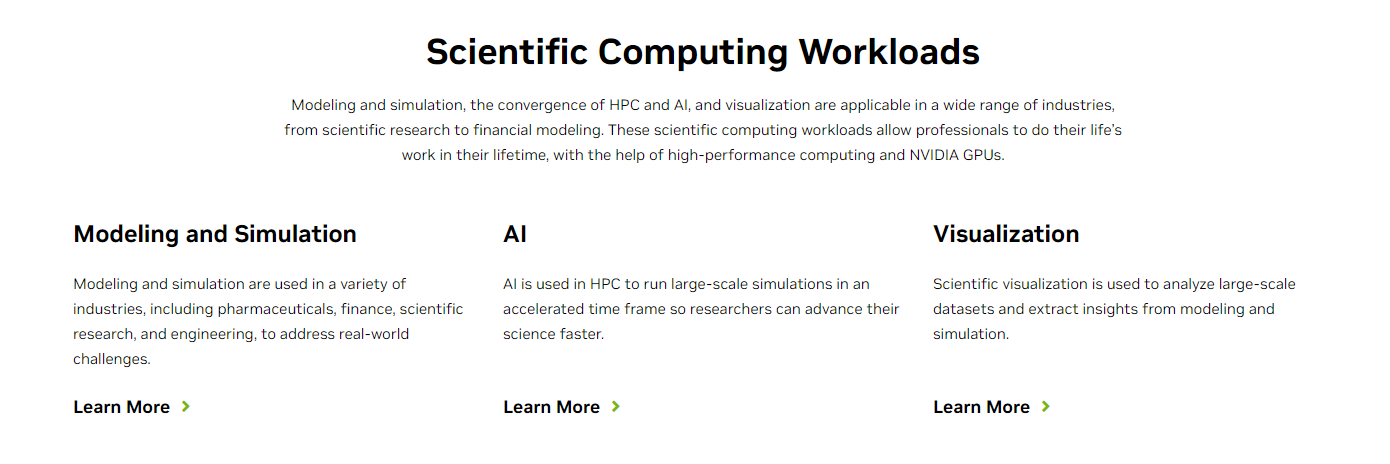 Scientific Computing Workloads
Modeling and simulation, the convergence of HPC and AI, and visualization are applicable in a wide range of industries,
from scientific research to financial modeling. These scientific computing workloads allow professionals to do their life's
work in their lifetime, with the help of high-performance computing and NVIDIA GPUs.
Modeling and Simulation
Modeling and simulation are used in a variety of
industries, including pharmaceuticals, finance, scientific
research, and engineering, to address real-world
challenges.
Learn More
AI
AI is used in HPC to run large-scale simulations in an
accelerated time frame so researchers can advance their
science faster.
Learn More
Visualization
Scientific visualization is used to analyze large-scale
datasets and extract insights from modeling and
simulation.
Learn More